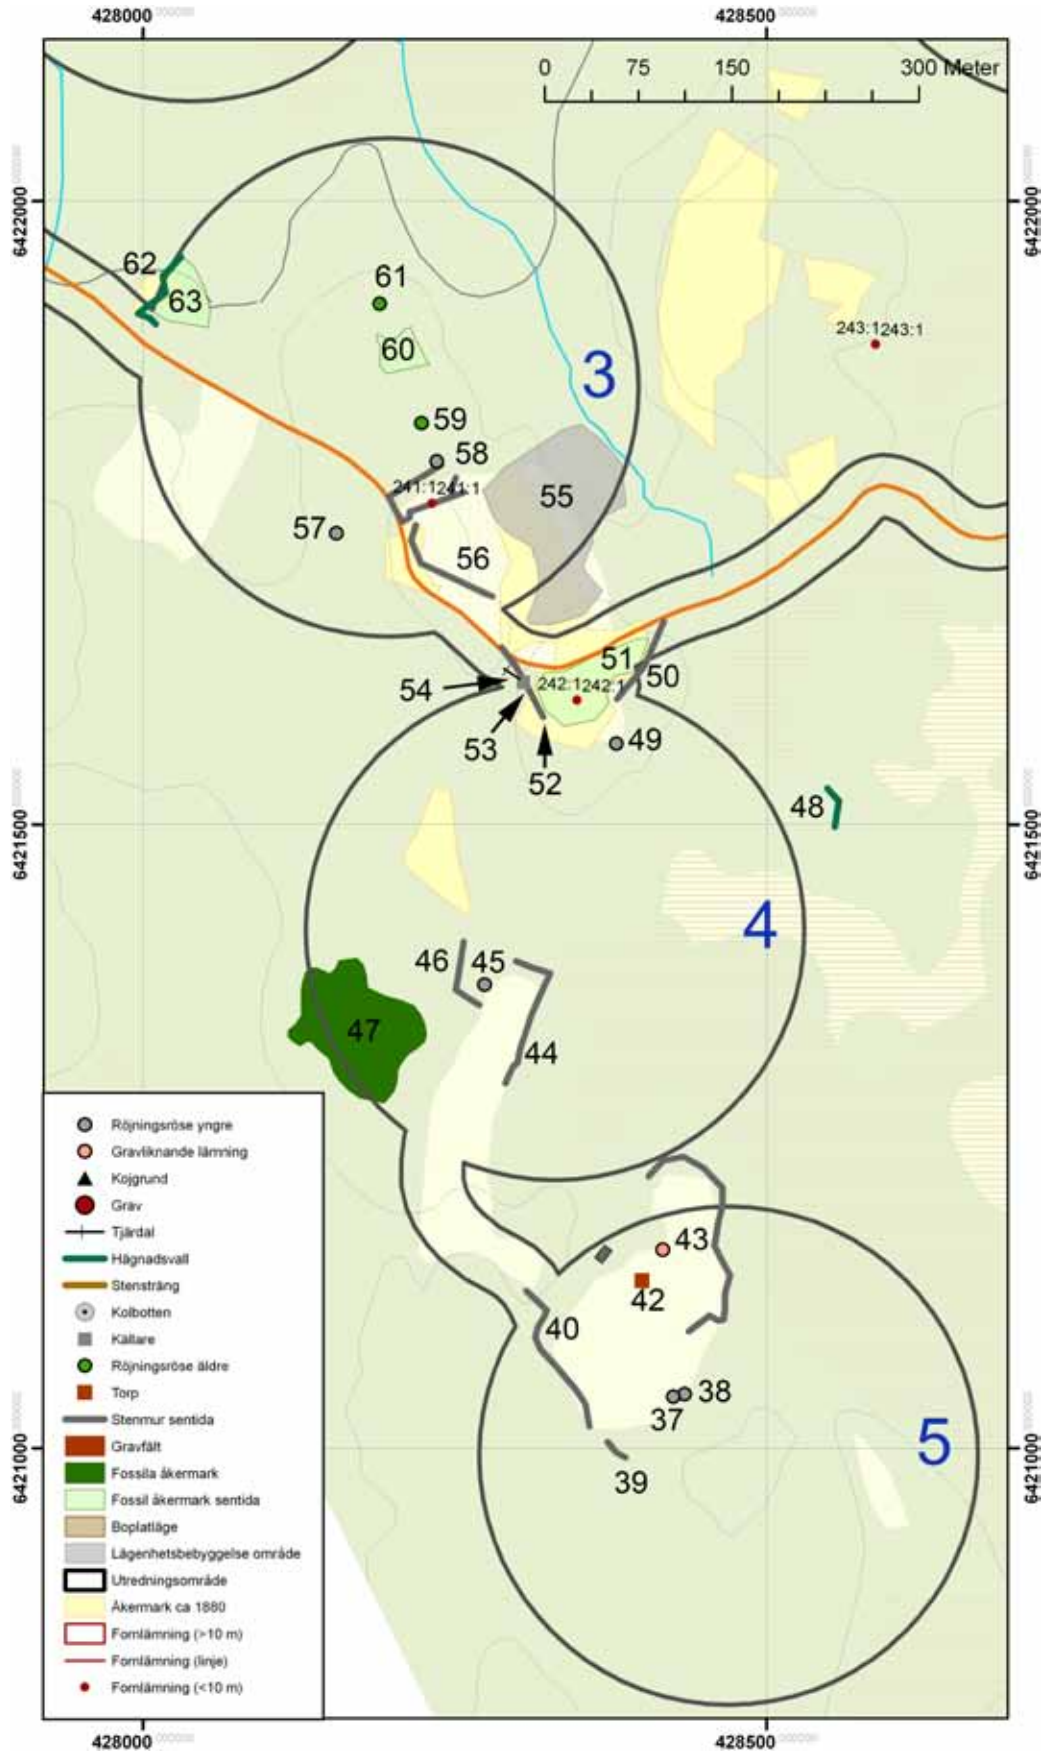 428000
428500
0 75 150 300 Meter
6422000
6422000
62
63
61
60
3
243:1243:1
59
58
241:1241:1
55
57
56
51
50
54
242:1242:1
53
49
52
48
6421500
6421500
4
46
45
47
44
43
42
40
38
37
5
39
6421000
6421000
Röjningsröse yngre
Gravliknande lämning
Kojgrund
Grav
Tjärdal
Hägnadsvall
Stensträng
Kolbotten
Källare
Röjningsröse äldre
Torp
Stenmur sentida
Gravfält
Fossila åkermark
Fossil åkermark sentida
Boplatläge
Lägenhetsbebyggelse område
Utredningsområde
Åkermark ca 1880
Fornlämning (>10 m)
Fornlämning (linje)
Fornlämning (<10 m)
428000
428500